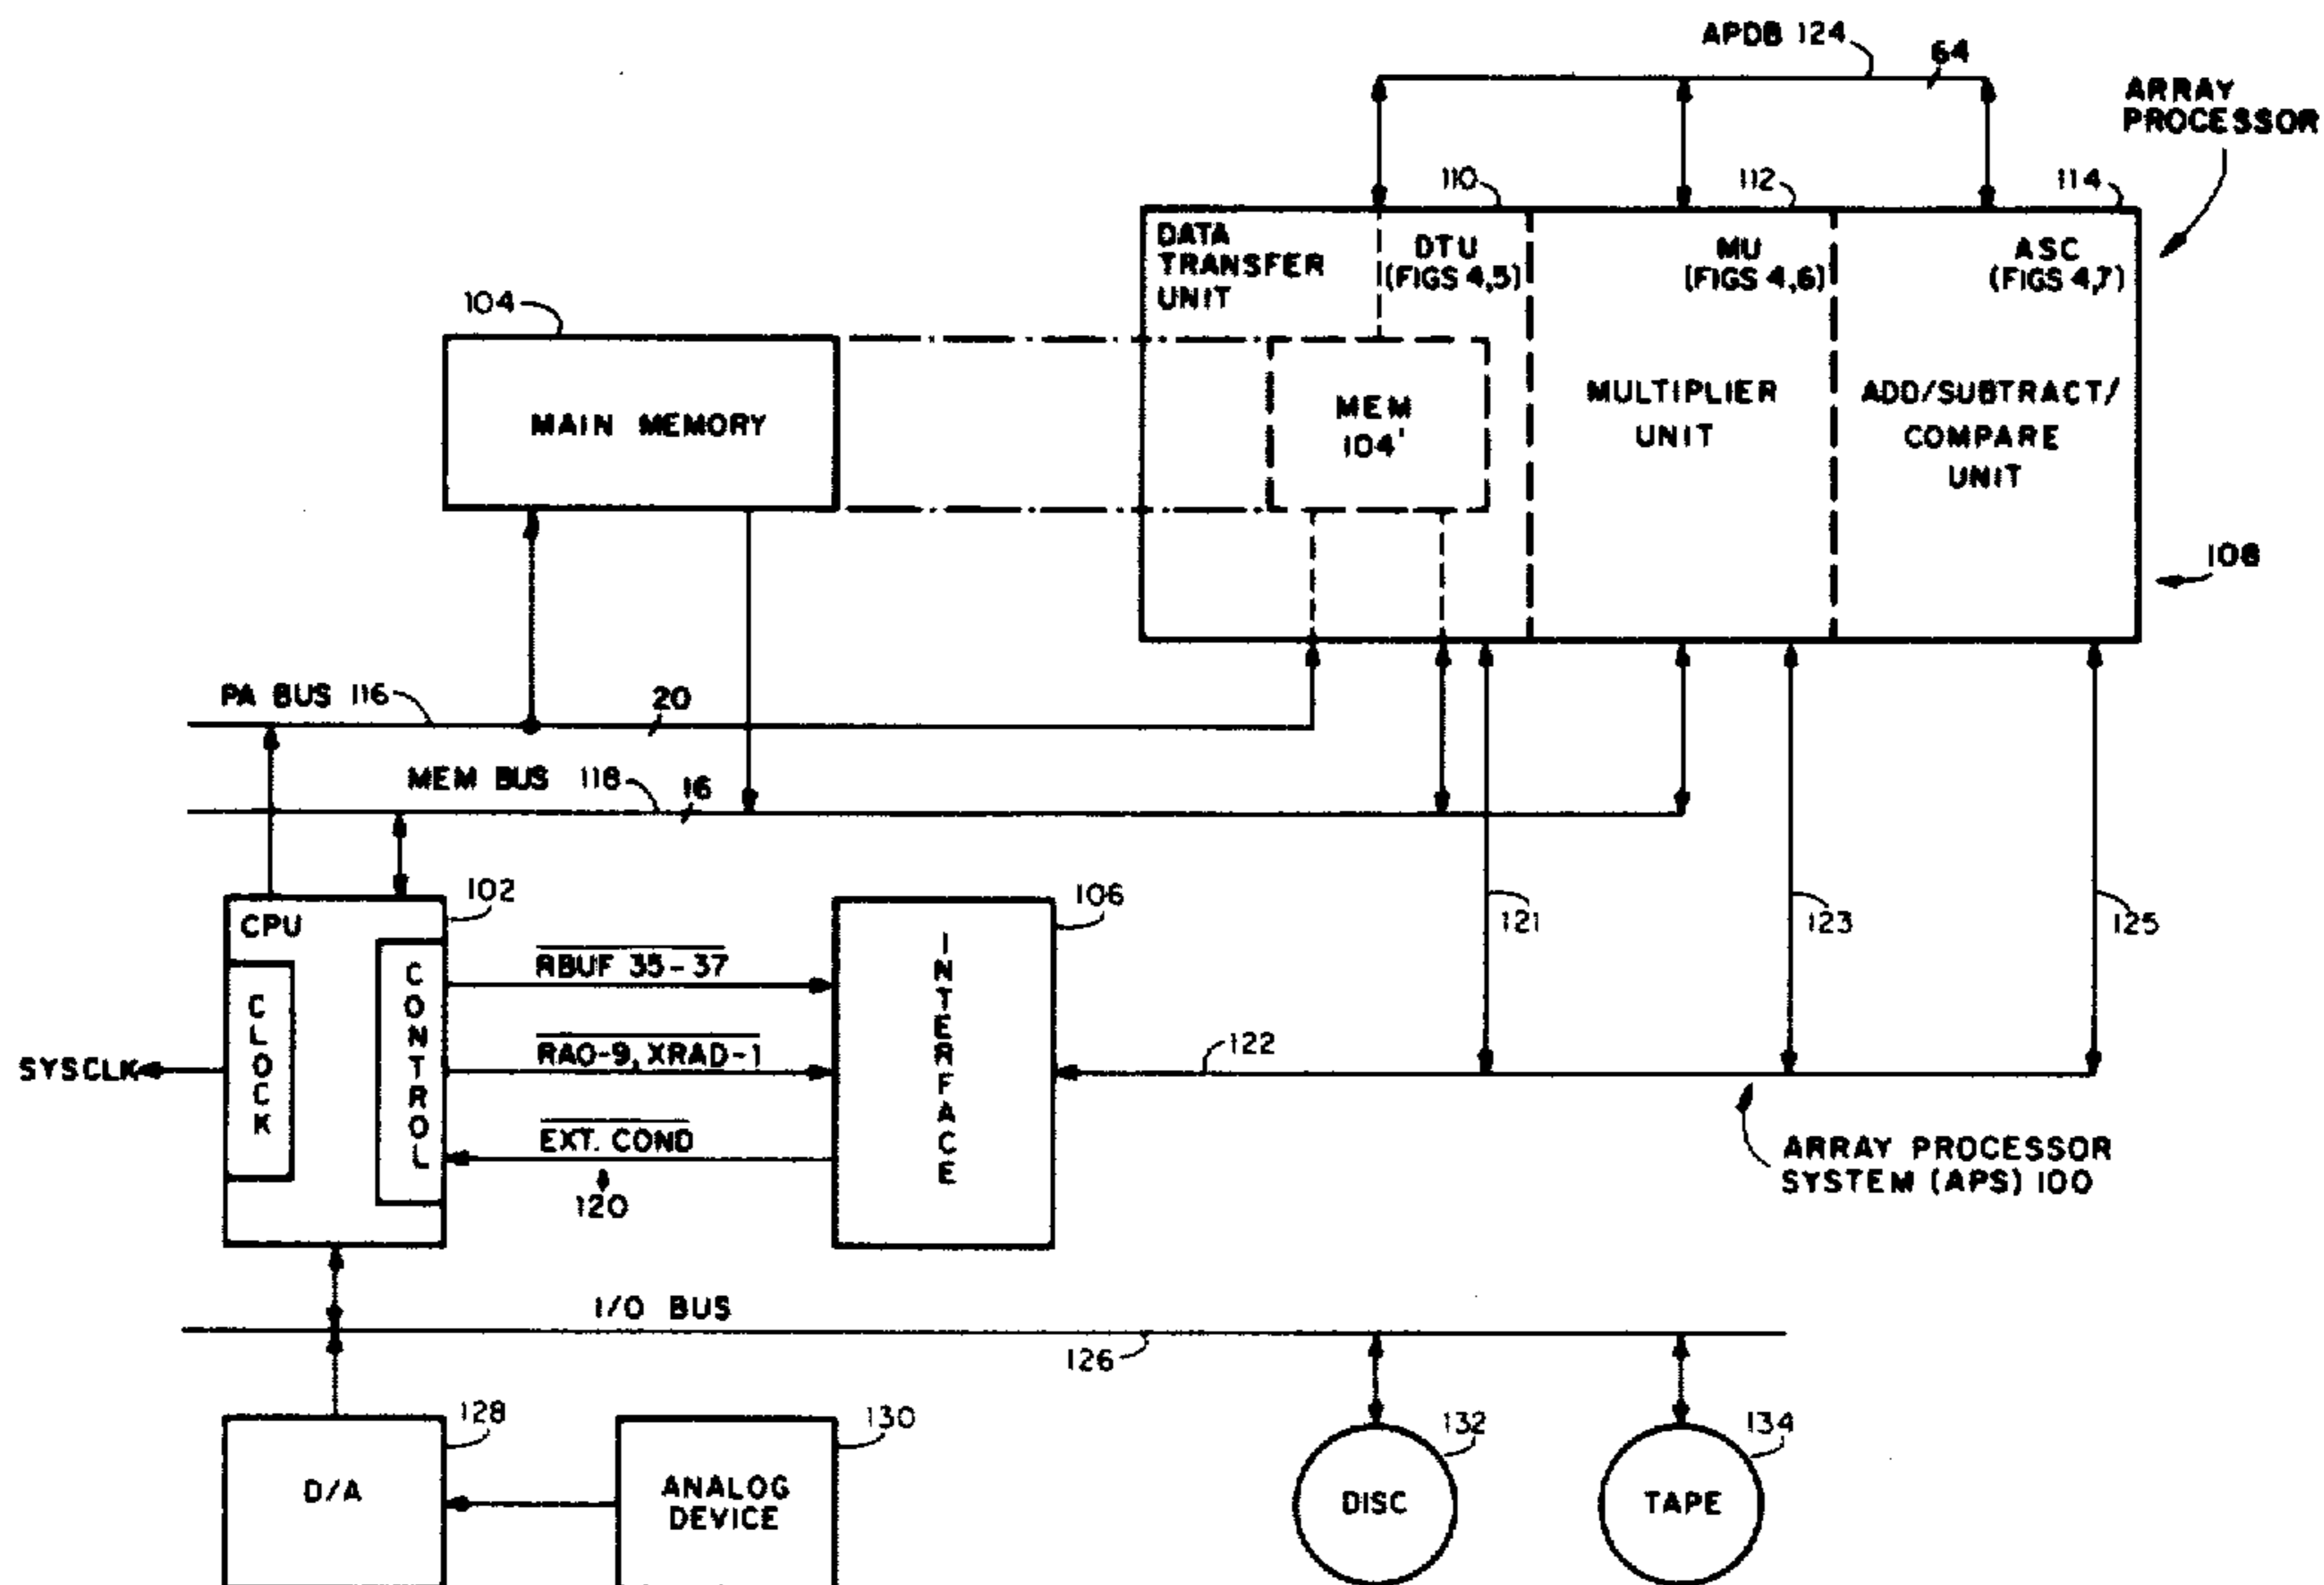 APDB 124
64
ARRAY
PROCESSOR
110
112
114
DATA
TRANSFER
UNIT
DTU
(FIGS 4,5)
MU
(FIGS 4,6)
ASC
(FIGS 4,7)
104
MAIN MEMORY
MEM
104'
MULTIPLIER
UNIT
ADD/SUBTRACT/
COMPARE
UNIT
108
PA BUS 116
20
MEM BUS 118
16
102
106
121
123
125
CPU
CLOCK
CONTROL
RBUF 35-37
INTERFACE
RA0-9, XRAD-1
122
SYSCLK
EXT. COND
120
ARRAY PROCESSOR
SYSTEM (APS) 100
I/O BUS
126
128
130
132
134
D/A
ANALOG
DEVICE
DISC
TAPE